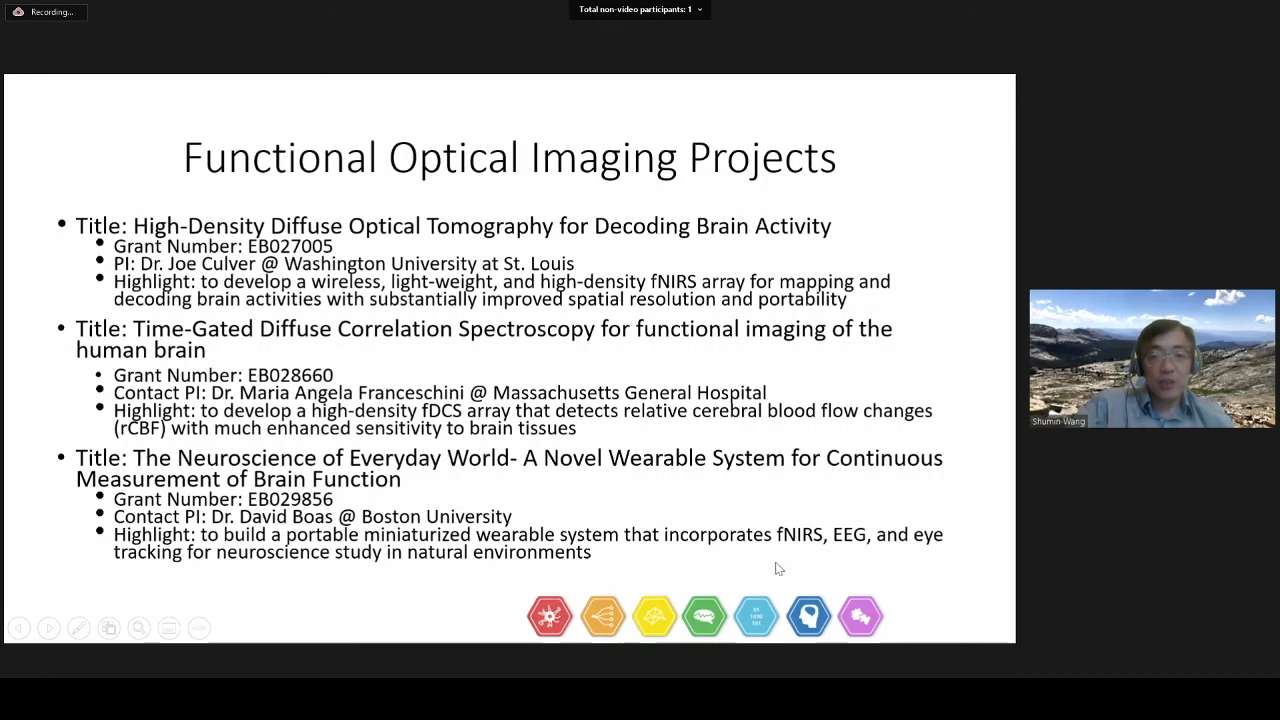 Recording...
Total non-video participants: 1
Functional Optical Imaging Projects
• Title: High-Density Diffuse Optical Tomography for Decoding Brain Activity
• Grant Number: EB027005
• PI: Dr. Joe Culver @ Washington University at St. Louis
• Highlight: to develop a wireless, light-weight, and high-density fNIRS array for mapping and
decoding brain activities with substantially improved spatial resolution and portability
• Title: Time-Gated Diffuse Correlation Spectroscopy for functional imaging of the
human brain
• Grant Number: EB028660
• Contact PI: Dr. Maria Angela Franceschini @ Massachusetts General Hospital
• Highlight: to develop a high-density fDCS array that detects relative cerebral blood flow changes
(rCBF) with much enhanced sensitivity to brain tissues
• Title: The Neuroscience of Everyday World- A Novel Wearable System for Continuous
Measurement of Brain Function
• Grant Number: EB029856
• Contact PI: Dr. David Boas @ Boston University
• Highlight: to build a portable miniaturized wearable system that incorporates fNIRS, EEG, and eye
tracking for neuroscience study in natural environments
Shumin Wang